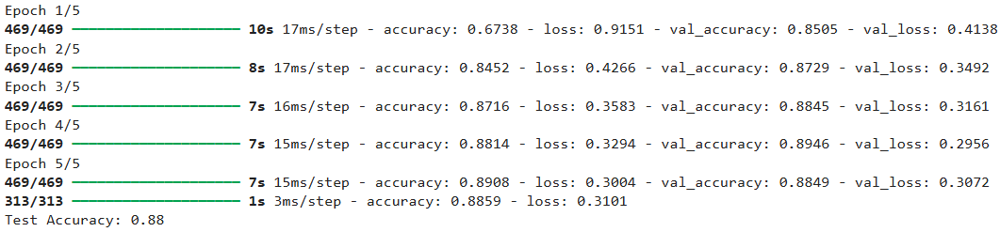 Epoch 1/5
469/469 ━━━━━━━━━━━━━━━━━━━━ 10s 17ms/step - accuracy: 0.6738 - loss: 0.9151 - val_accuracy: 0.8505 - val_loss: 0.4138
Epoch 2/5
469/469 ━━━━━━━━━━━━━━━━━━━━ 8s 17ms/step - accuracy: 0.8452 - loss: 0.4266 - val_accuracy: 0.8729 - val_loss: 0.3492
Epoch 3/5
469/469 ━━━━━━━━━━━━━━━━━━━━ 7s 16ms/step - accuracy: 0.8716 - loss: 0.3583 - val_accuracy: 0.8845 - val_loss: 0.3161
Epoch 4/5
469/469 ━━━━━━━━━━━━━━━━━━━━ 7s 15ms/step - accuracy: 0.8814 - loss: 0.3294 - val_accuracy: 0.8946 - val_loss: 0.2956
Epoch 5/5
469/469 ━━━━━━━━━━━━━━━━━━━━ 7s 15ms/step - accuracy: 0.8908 - loss: 0.3004 - val_accuracy: 0.8849 - val_loss: 0.3072
313/313 ━━━━━━━━━━━━━━━━━━━━ 1s 3ms/step - accuracy: 0.8859 - loss: 0.3101
Test Accuracy: 0.88